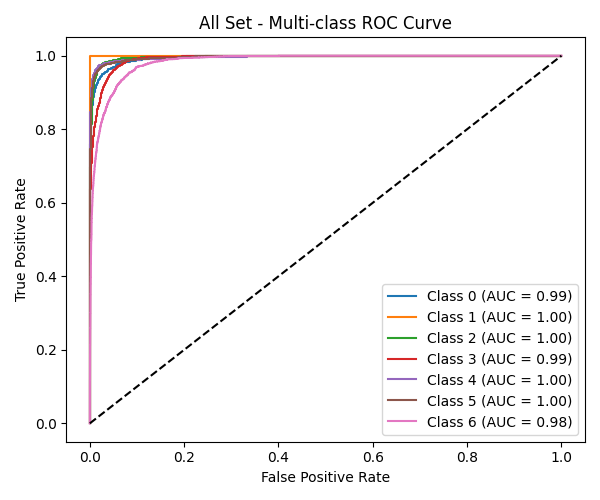 All Set - Multi-class ROC Curve
True Positive Rate
1.0
0.8
0.6
0.4
0.2
0.0
0.0 0.2 0.4 0.6 0.8 1.0
False Positive Rate
Class 0 (AUC = 0.99)
Class 1 (AUC = 1.00)
Class 2 (AUC = 1.00)
Class 3 (AUC = 0.99)
Class 4 (AUC = 1.00)
Class 5 (AUC = 1.00)
Class 6 (AUC = 0.98)